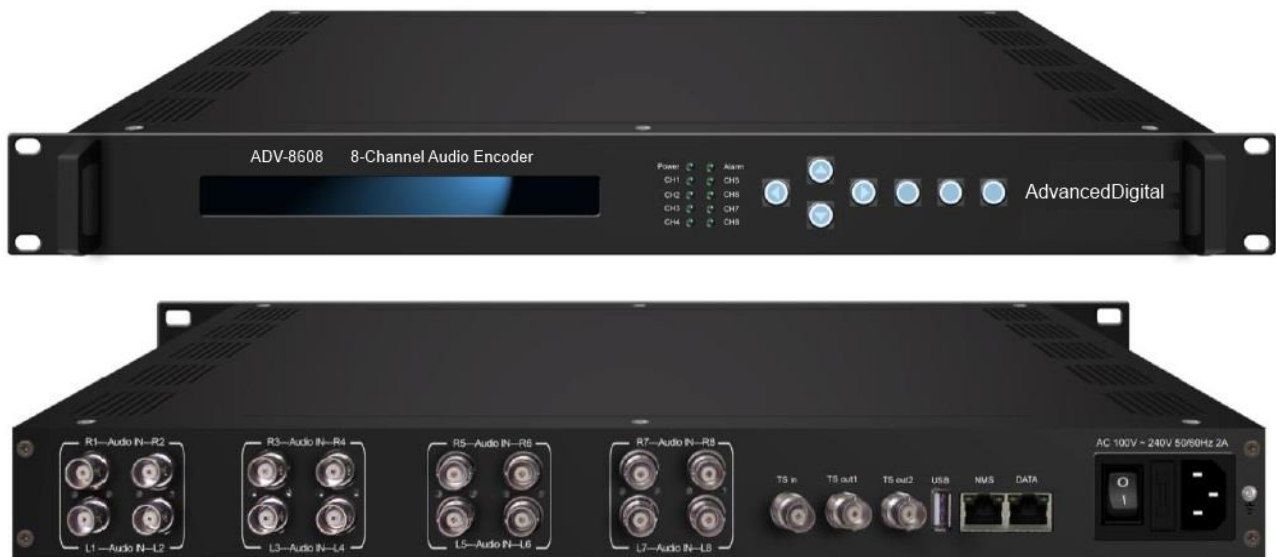 ADV-8608 8-Channel Audio Encoder
Power Alarm
CH1 CH5
CH2 CH6
CH3 CH7
CH4 CH8
AdvancedDigital
R1---Audio IN---R2
R3---Audio IN---R4
R5---Audio IN---R6
R7---Audio IN---R8
AC 100V ~ 240V 50/60Hz 2A
TS in
TS out1
TS out2
USB
NMS
DATA
O
I
L1---Audio IN---L2
L3---Audio IN---L4
L5---Audio IN---L6
L7---Audio IN---L8